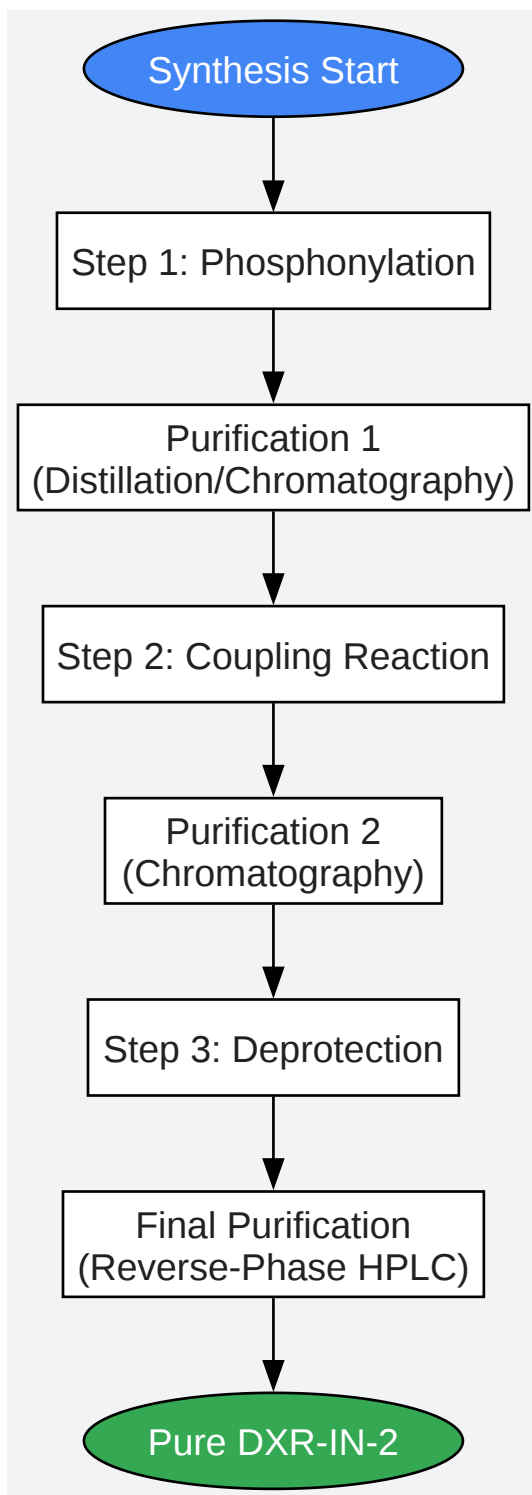 Synthesis Start
Step 1: Phosphonylation
Purification 1
(Distillation/Chromatography)
Step 2: Coupling Reaction
Purification 2
(Chromatography)
Step 3: Deprotection
Final Purification
(Reverse-Phase HPLC)
Pure DXR-IN-2